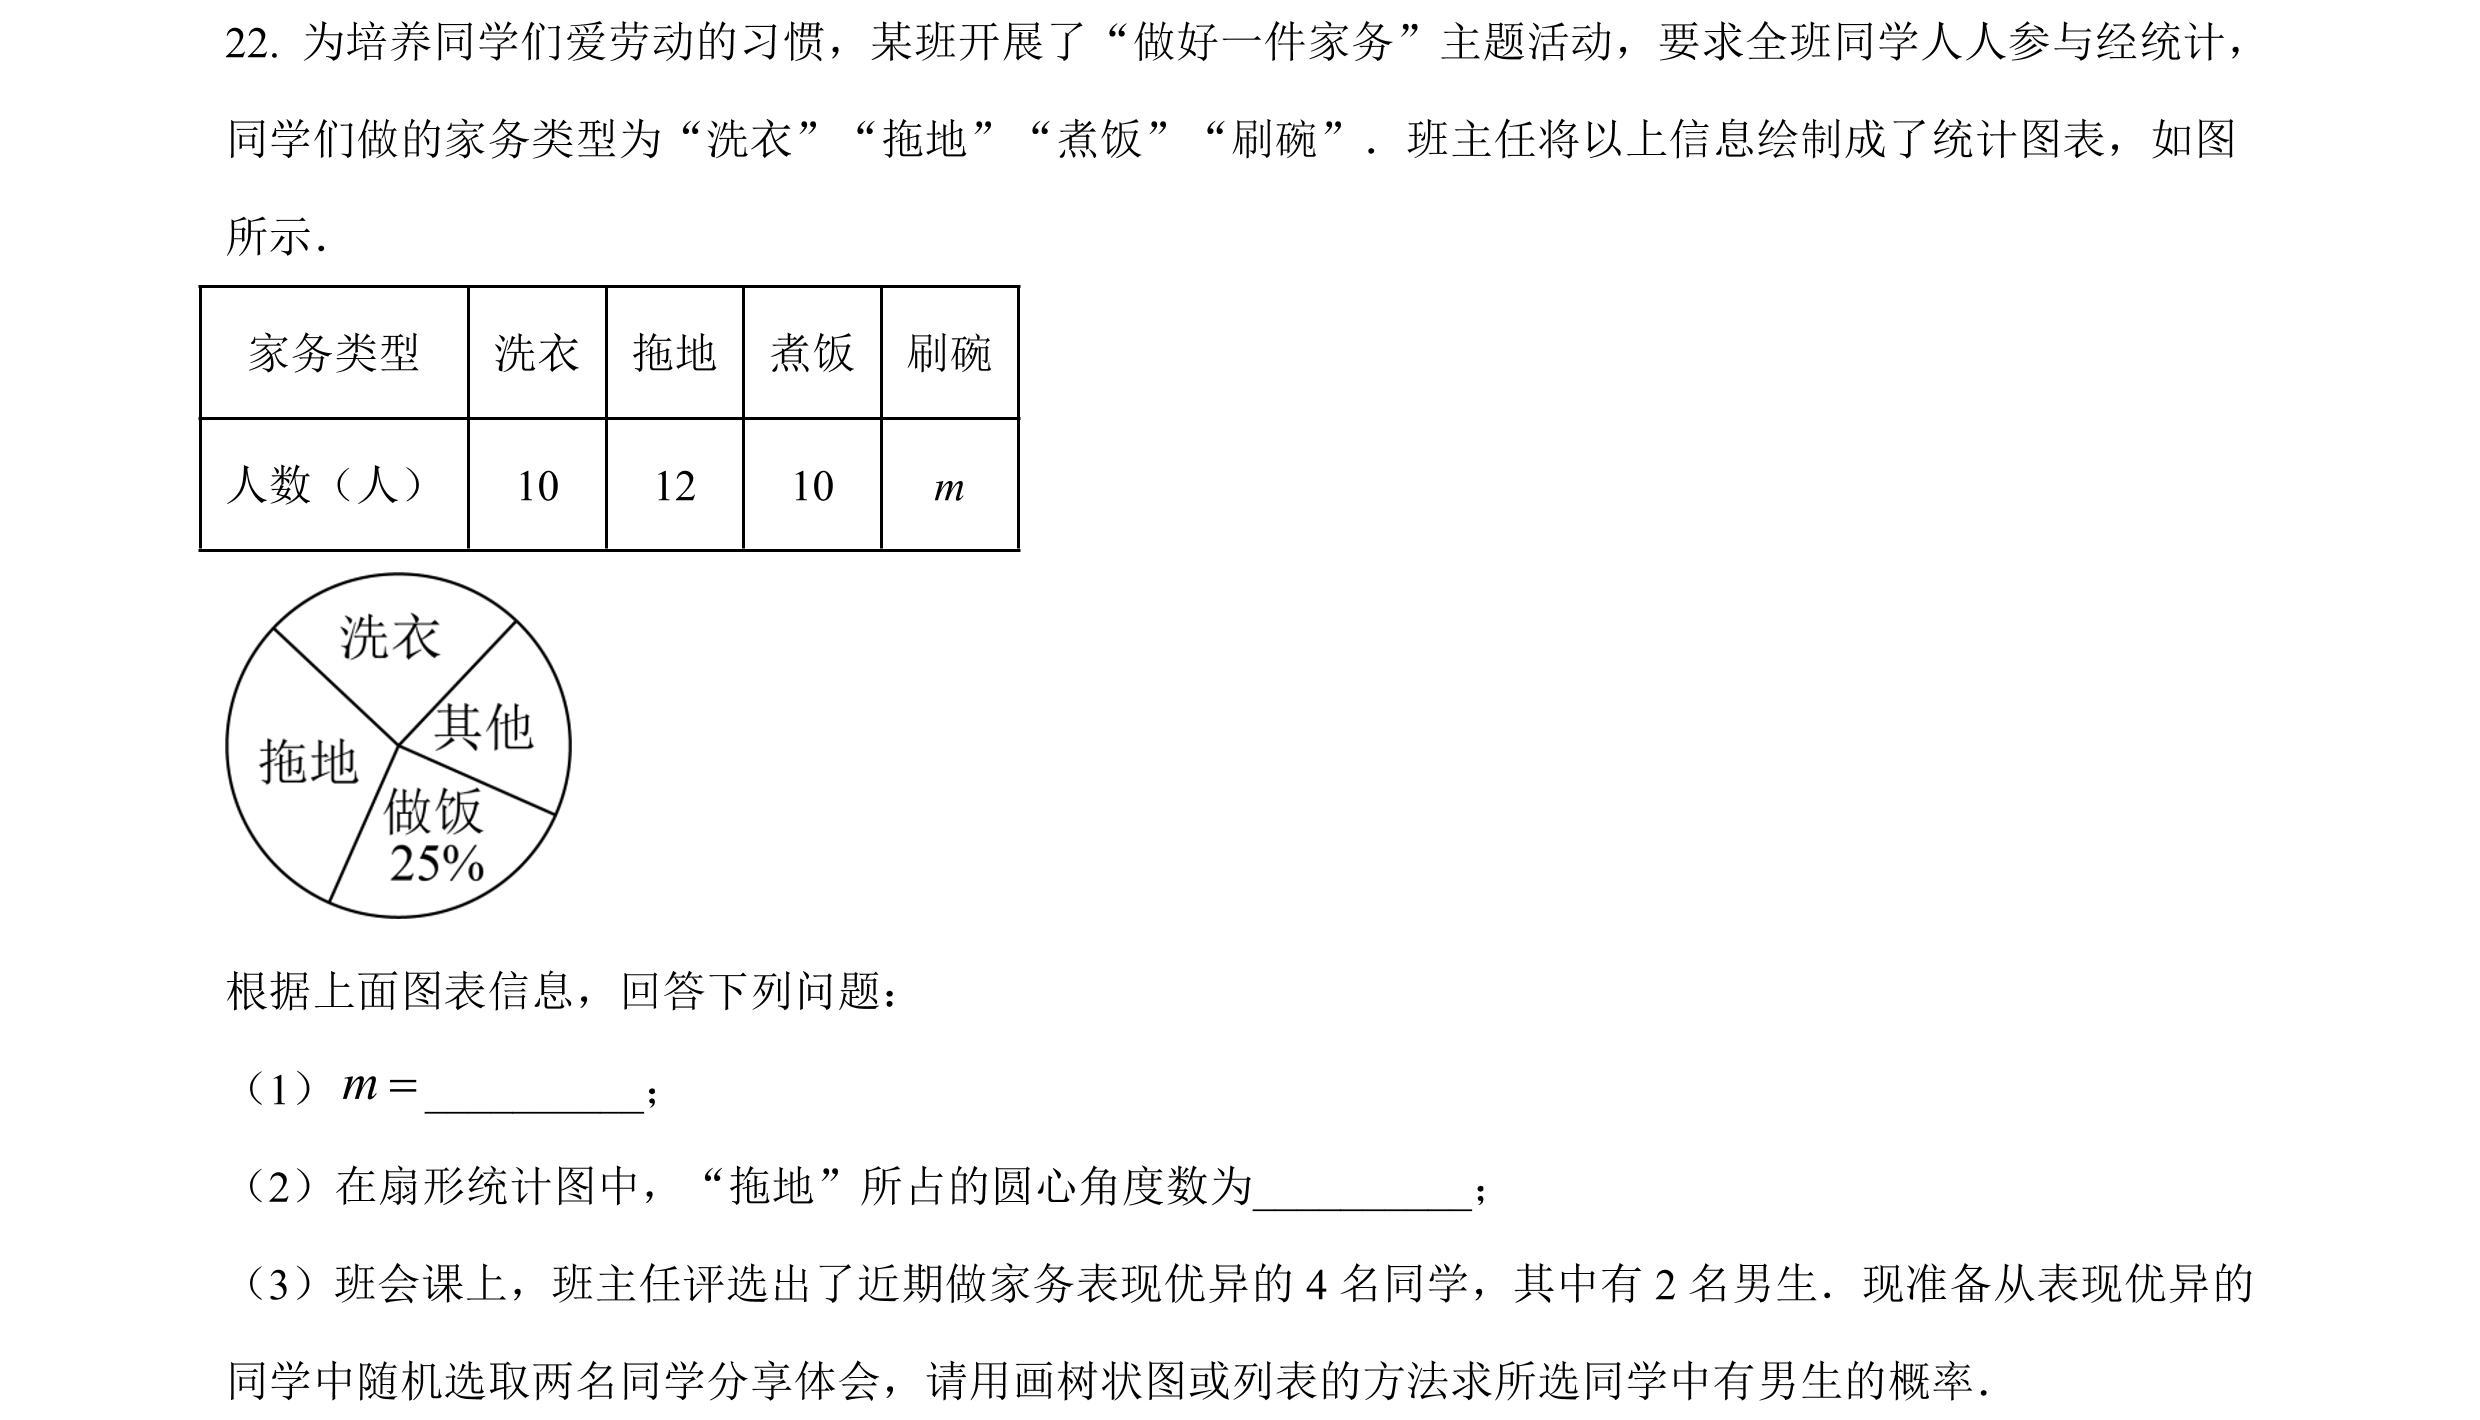 22. 为培养同学们爱劳动的习惯，某班开展了“做好一件家务”主题活动，要求全班同学人人参与经统计，
同学们做的家务类型为“洗衣”“拖地”“煮饭”“刷碗”．班主任将以上信息绘制成了统计图表，如图
所示．
家务类型 洗衣 拖地 煮饭 刷碗
人数（人） 10 12 10 m
洗衣
其他
拖地
做饭
25%
根据上面图表信息，回答下列问题：
（1）m=__________；
（2）在扇形统计图中，“拖地”所占的圆心角度数为__________；
（3）班会课上，班主任评选出了近期做家务表现优异的 4 名同学，其中有 2 名男生．现准备从表现优异的
同学中随机选取两名同学分享体会，请用画树状图或列表的方法求所选同学中有男生的概率．